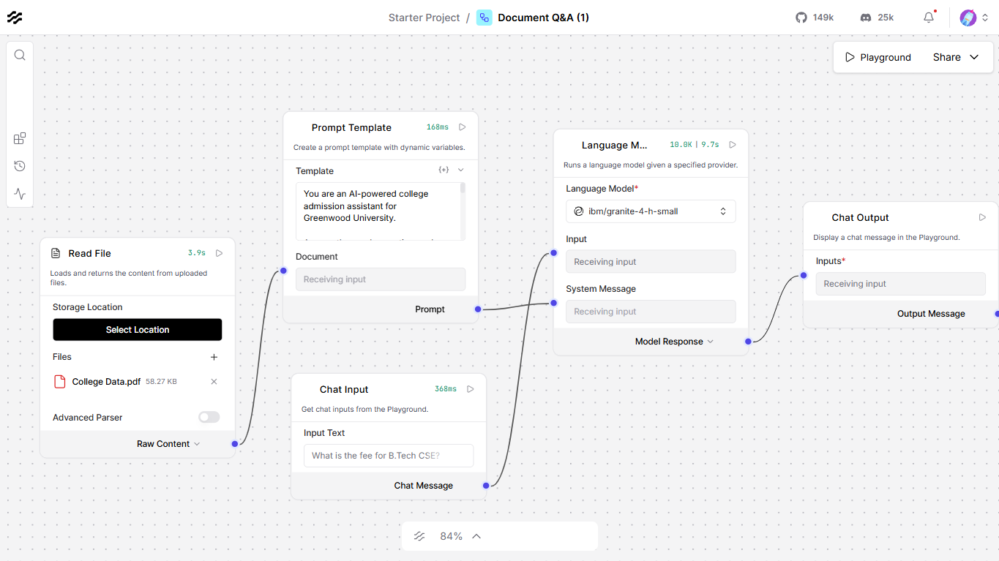 Starter Project / Document Q&A (1)
149k
25k
Playground
Share
Prompt Template
168ms
Create a prompt template with dynamic variables.
Template
{+}
You are an AI-powered college
admission assistant for
Greenwood University.
Document
Receiving input
Prompt
Language M...
10.0K | 9.7s
Runs a language model given a specified provider.
Language Model*
ibm/granite-4-h-small
Input
Receiving input
System Message
Receiving input
Model Response
Chat Output
Display a chat message in the Playground.
Inputs*
Receiving input
Output Message
Read File
3.9s
Loads and returns the content from uploaded
files.
Storage Location
Select Location
Files
College Data.pdf 58.27 KB
Advanced Parser
Raw Content
Chat Input
368ms
Get chat inputs from the Playground.
Input Text
What is the fee for B.Tech CSE?
Chat Message
84%